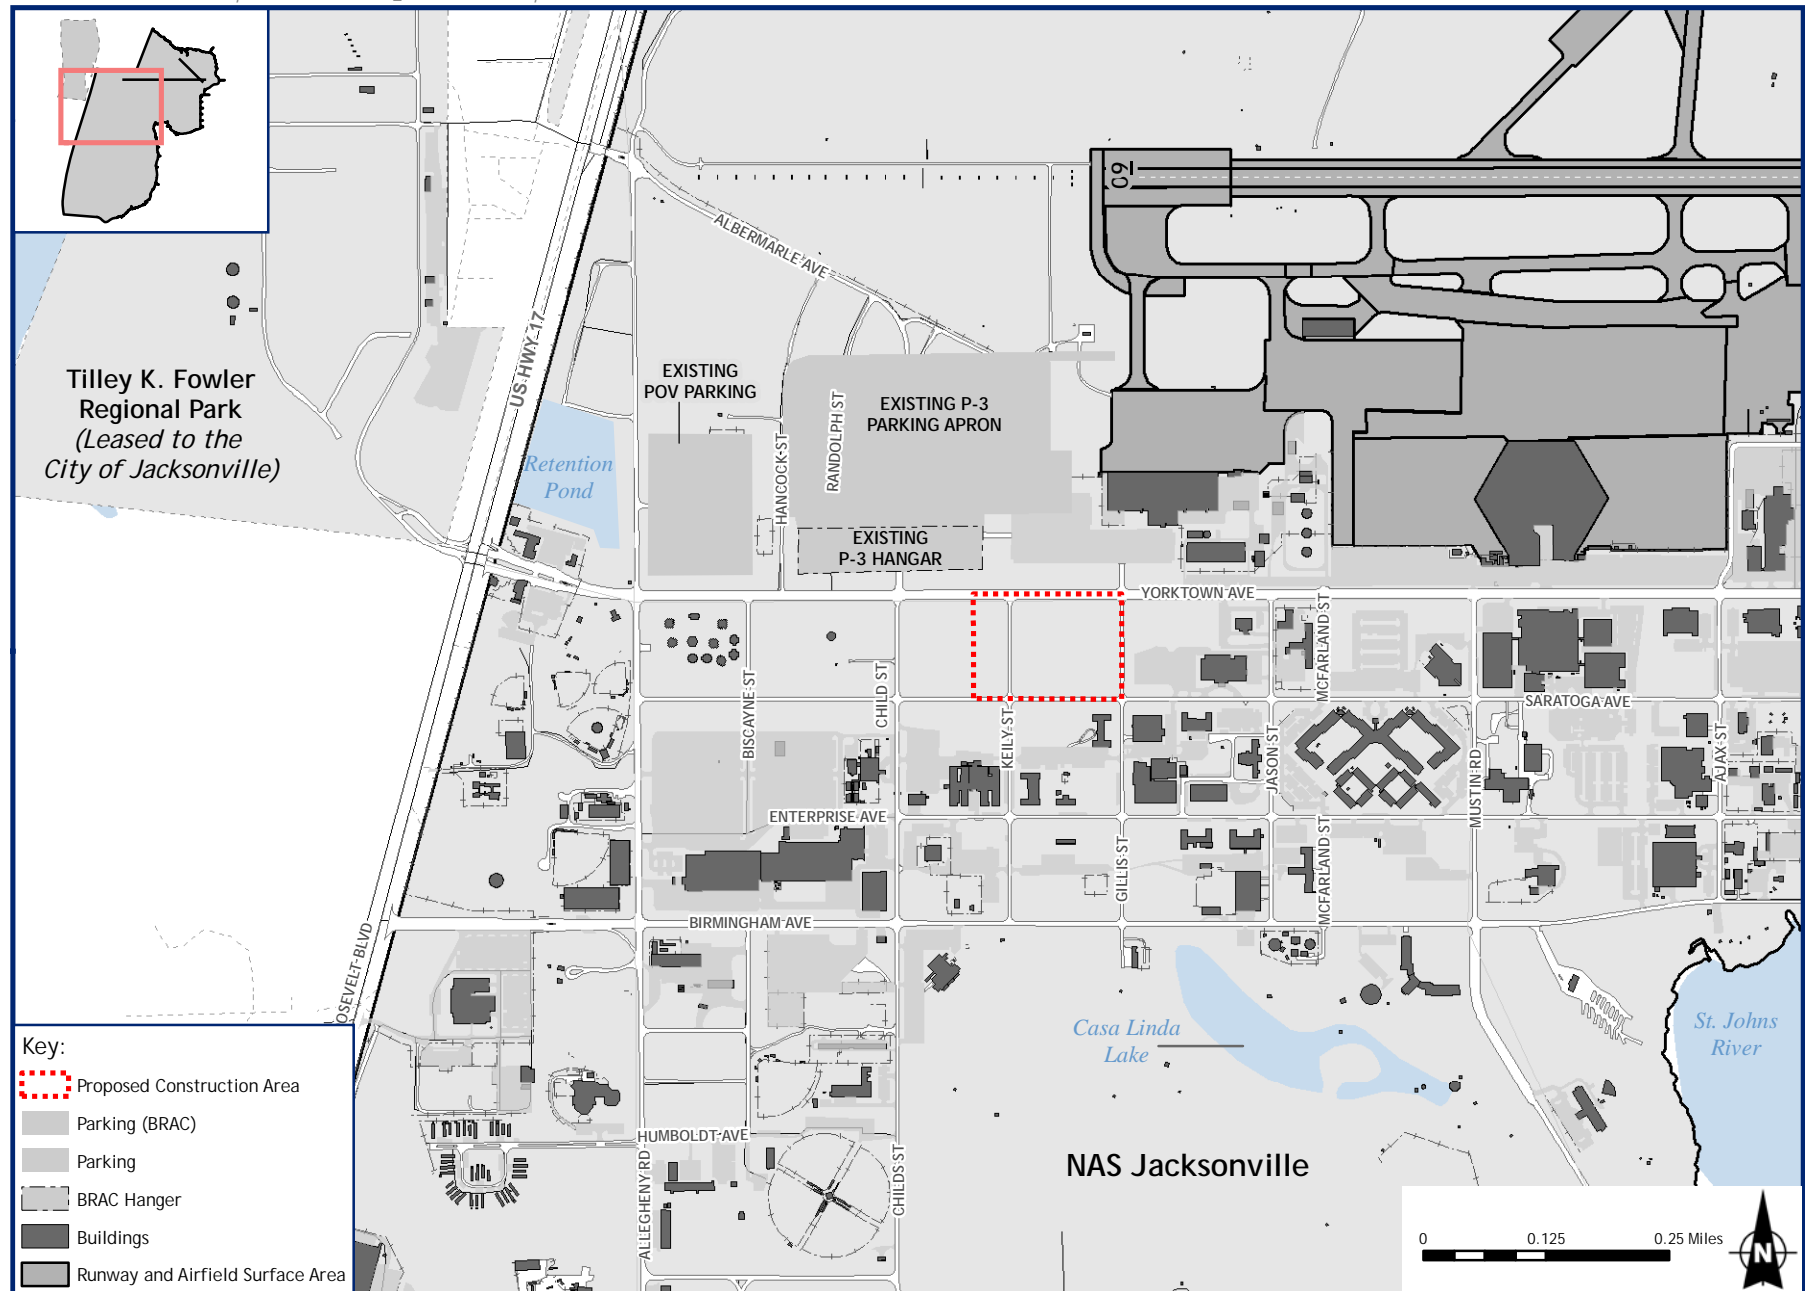 09
ALBERMARLE AVE
US HWY 17
Tilley K. Fowler
Regional Park
(Leased to the
City of Jacksonville)
EXISTING
POV PARKING
HANCOCK ST
RANDOLPH ST
EXISTING P-3
PARKING APRON
Retention
Pond
EXISTING
P-3 HANGAR
YORKTOWN AVE
MCFARLAND ST
BISCAYNE ST
CHILD ST
KEILY ST
SARATOGA AVE
JASON ST
MUSTIN RD
AJAX ST
ENTERPRISE AVE
GILLIS ST
MCFARLAND ST
BIRMINGHAM AVE
OSEVELT BLVD
Casa Linda
Lake
St. Johns
River
HUMBOLDT AVE
ALLEGHENY RD
CHILDS ST
NAS Jacksonville
Key:
Proposed Construction Area
Parking (BRAC)
Parking
BRAC Hanger
Buildings
Runway and Airfield Surface Area
0 0.125 0.25 Miles
N